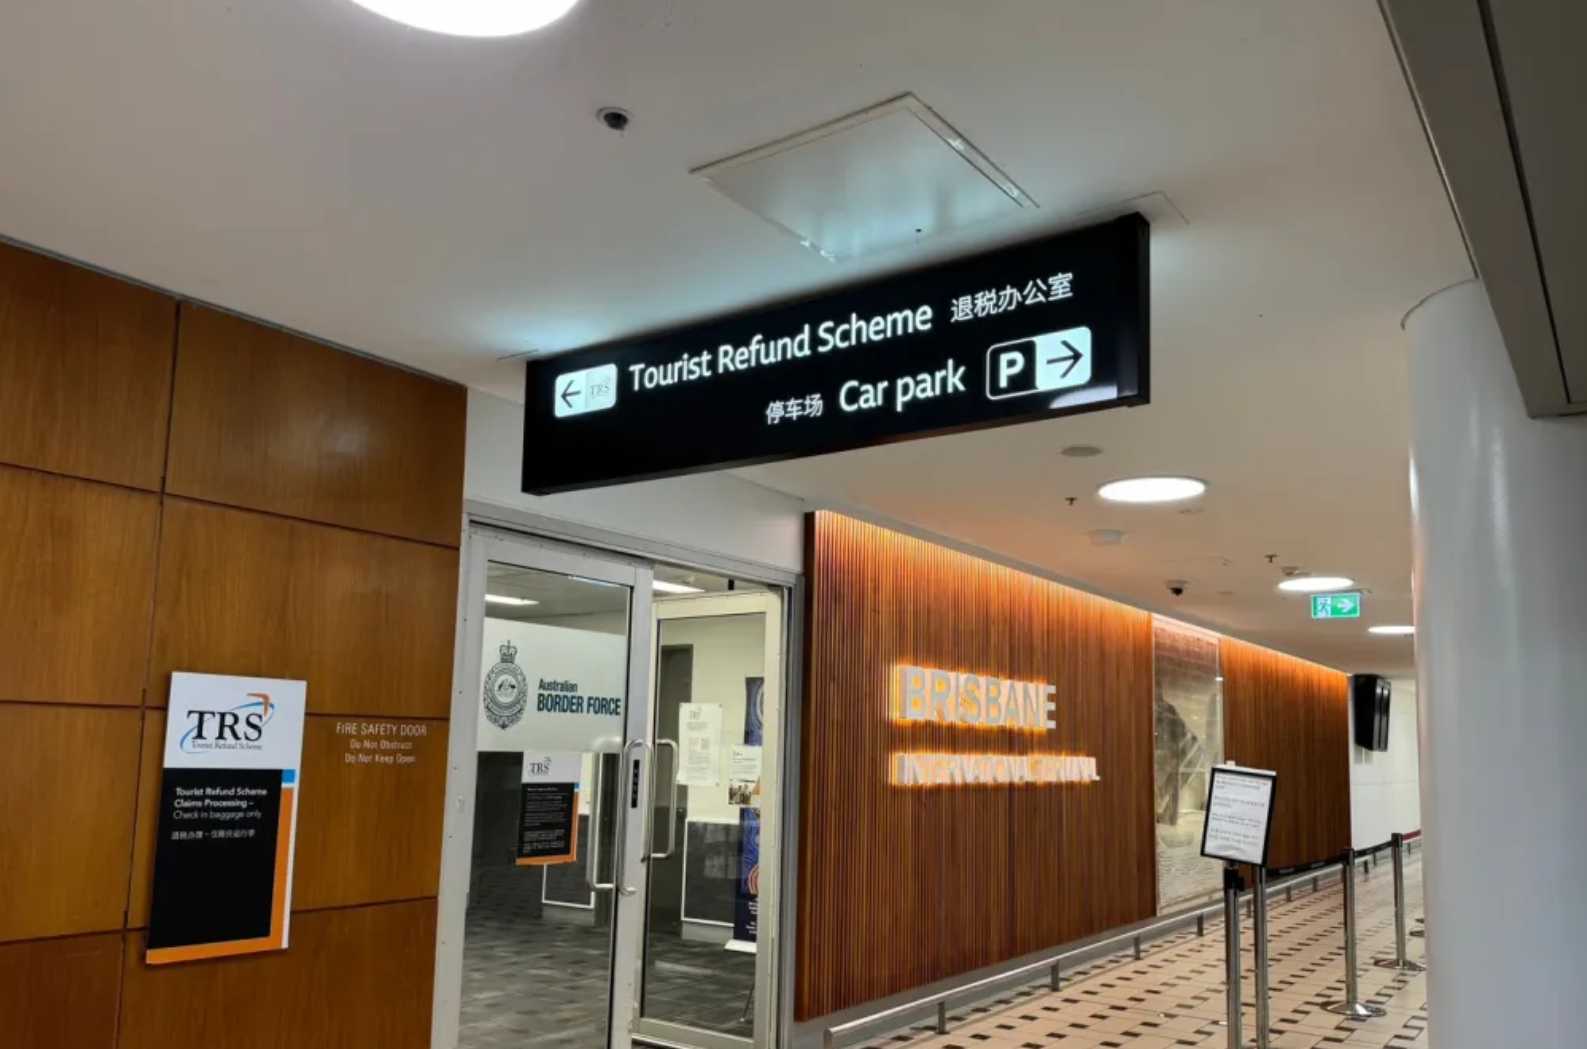 TRS
Tourist Refund Scheme 退税办公室
停车场 Car park P
TRS
Tourist Refund Scheme
Tourist Refund Scheme
Claims Processing –
Check in baggage only
FIRE SAFETY DOOR
Do Not Obstruct
Do Not Keep Open
Australian
BORDER FORCE
TRS
BRISBANE
INTERNATIONAL TERMINAL